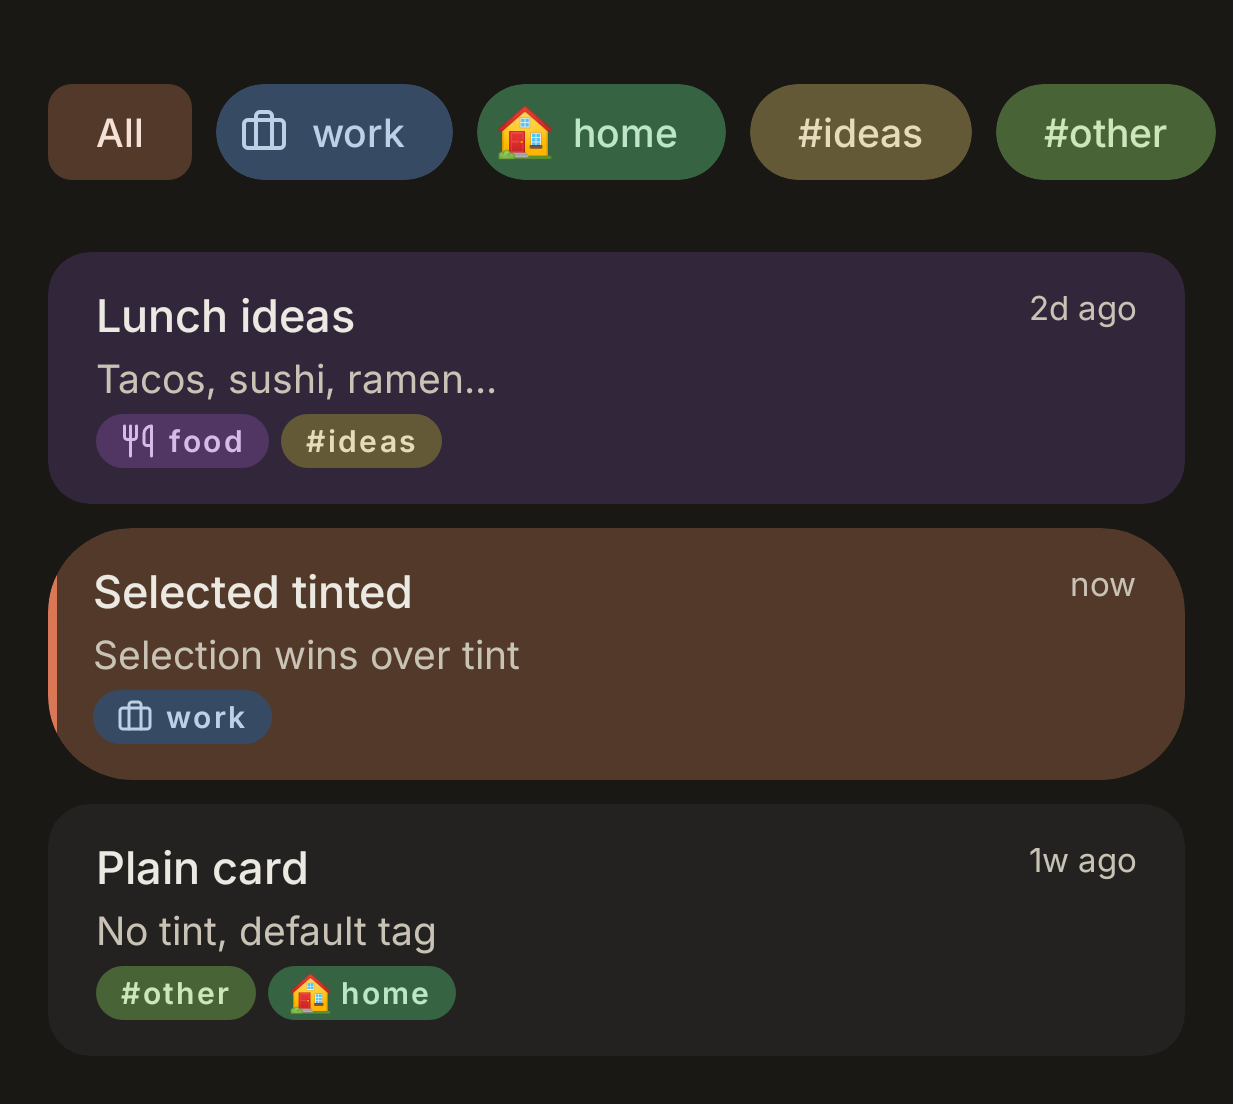 All work home #ideas #other
Lunch ideas 2d ago
Tacos, sushi, ramen...
food #ideas
Selected tinted now
Selection wins over tint
work
Plain card 1w ago
No tint, default tag
#other home